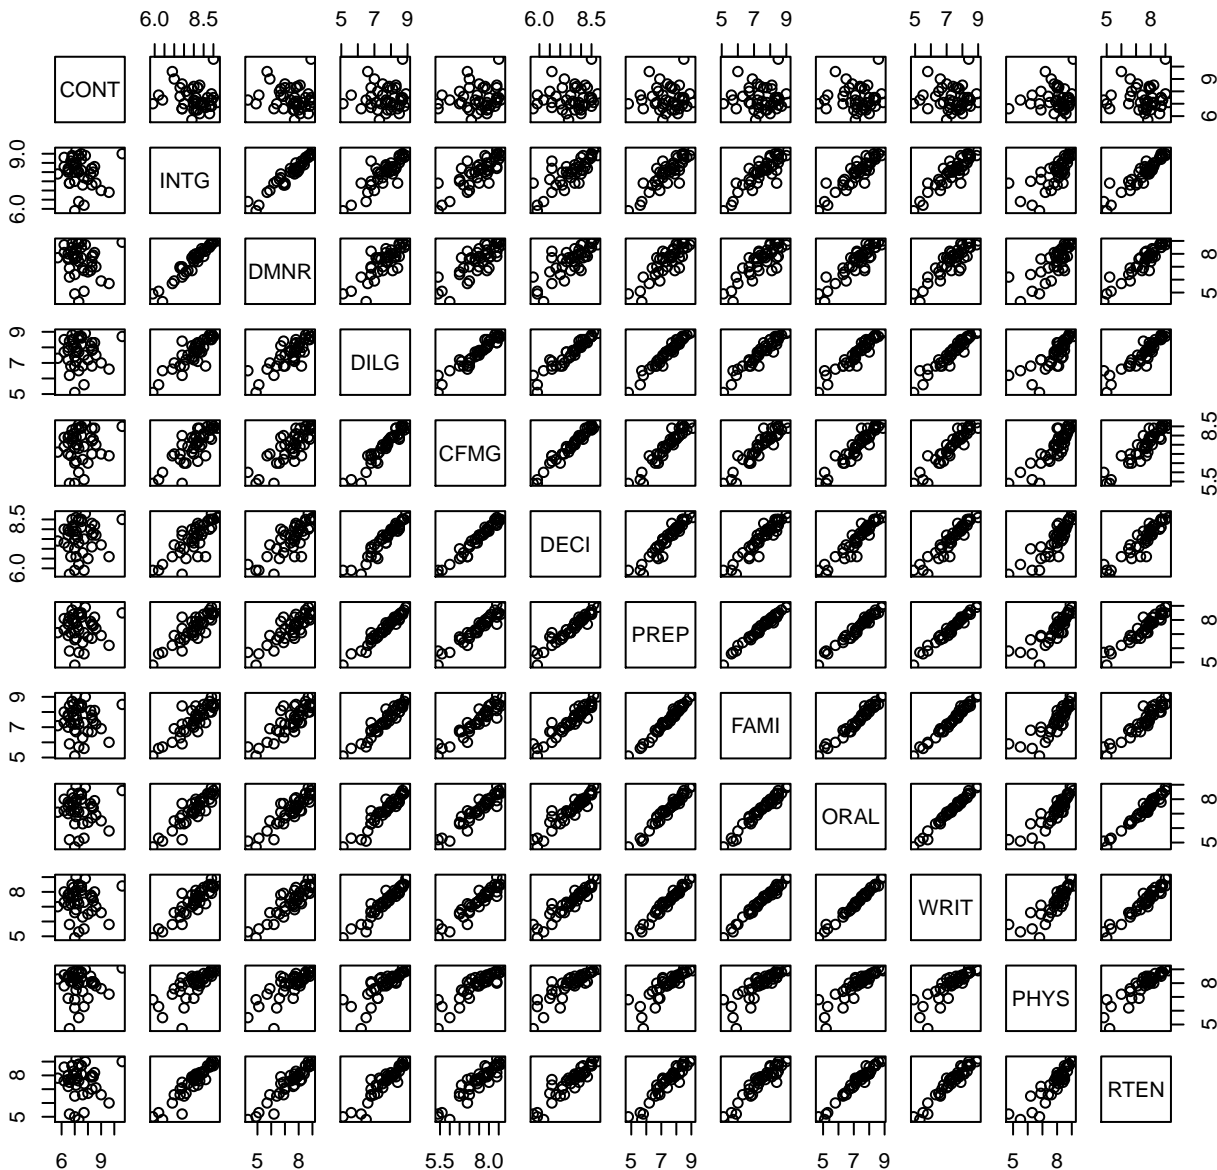 6.0 8.5 5 7 9 6.0 8.5 5 7 9 5 7 9 5 8
CONT
6 9
6.0 9.0
INTG
DMNR
5 8
5 7 9
DILG
CFMG
5.5 8.5
6.0 8.5
DECI
PREP
5 8
5 7 9
FAMI
ORAL
5 8
5 8
WRIT
PHYS
5 8
5 8
RTEN
6 9 5 8 5.5 8.0 5 7 9 5 7 9 5 8